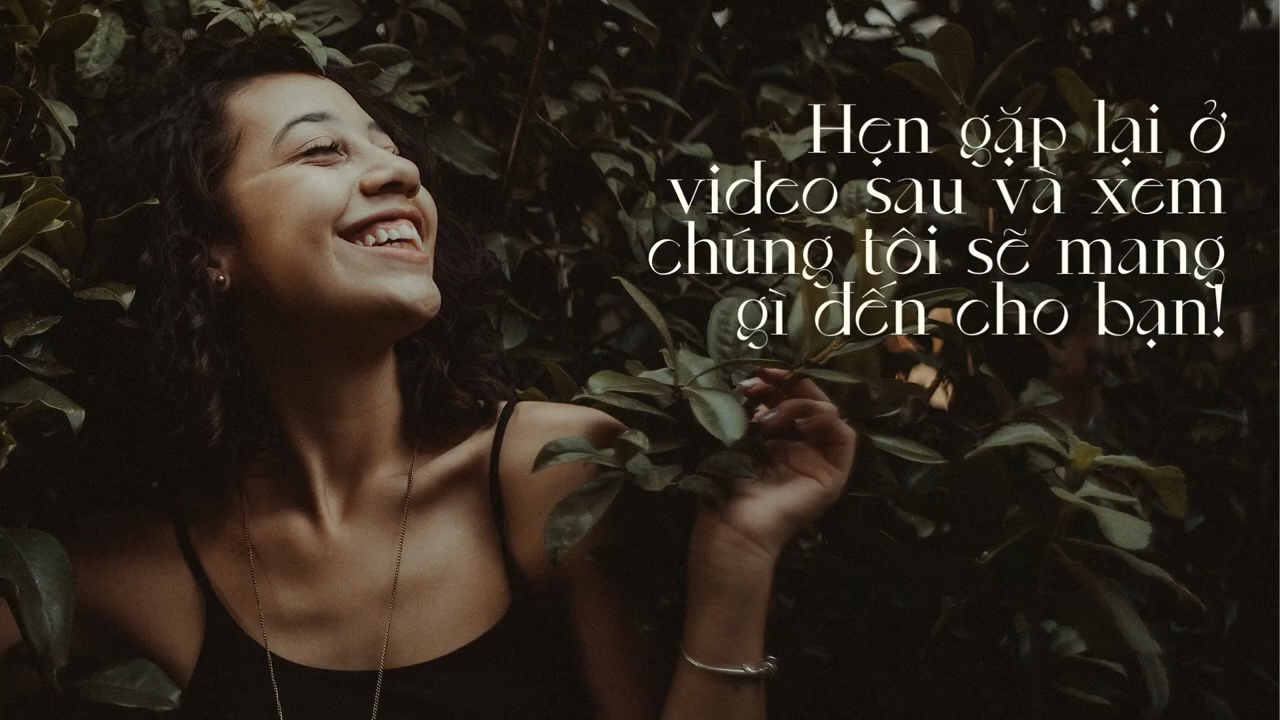 Hẹn gặp lại ở
video sau và xem
chúng tôi sẽ mang
gì đến cho bạn!